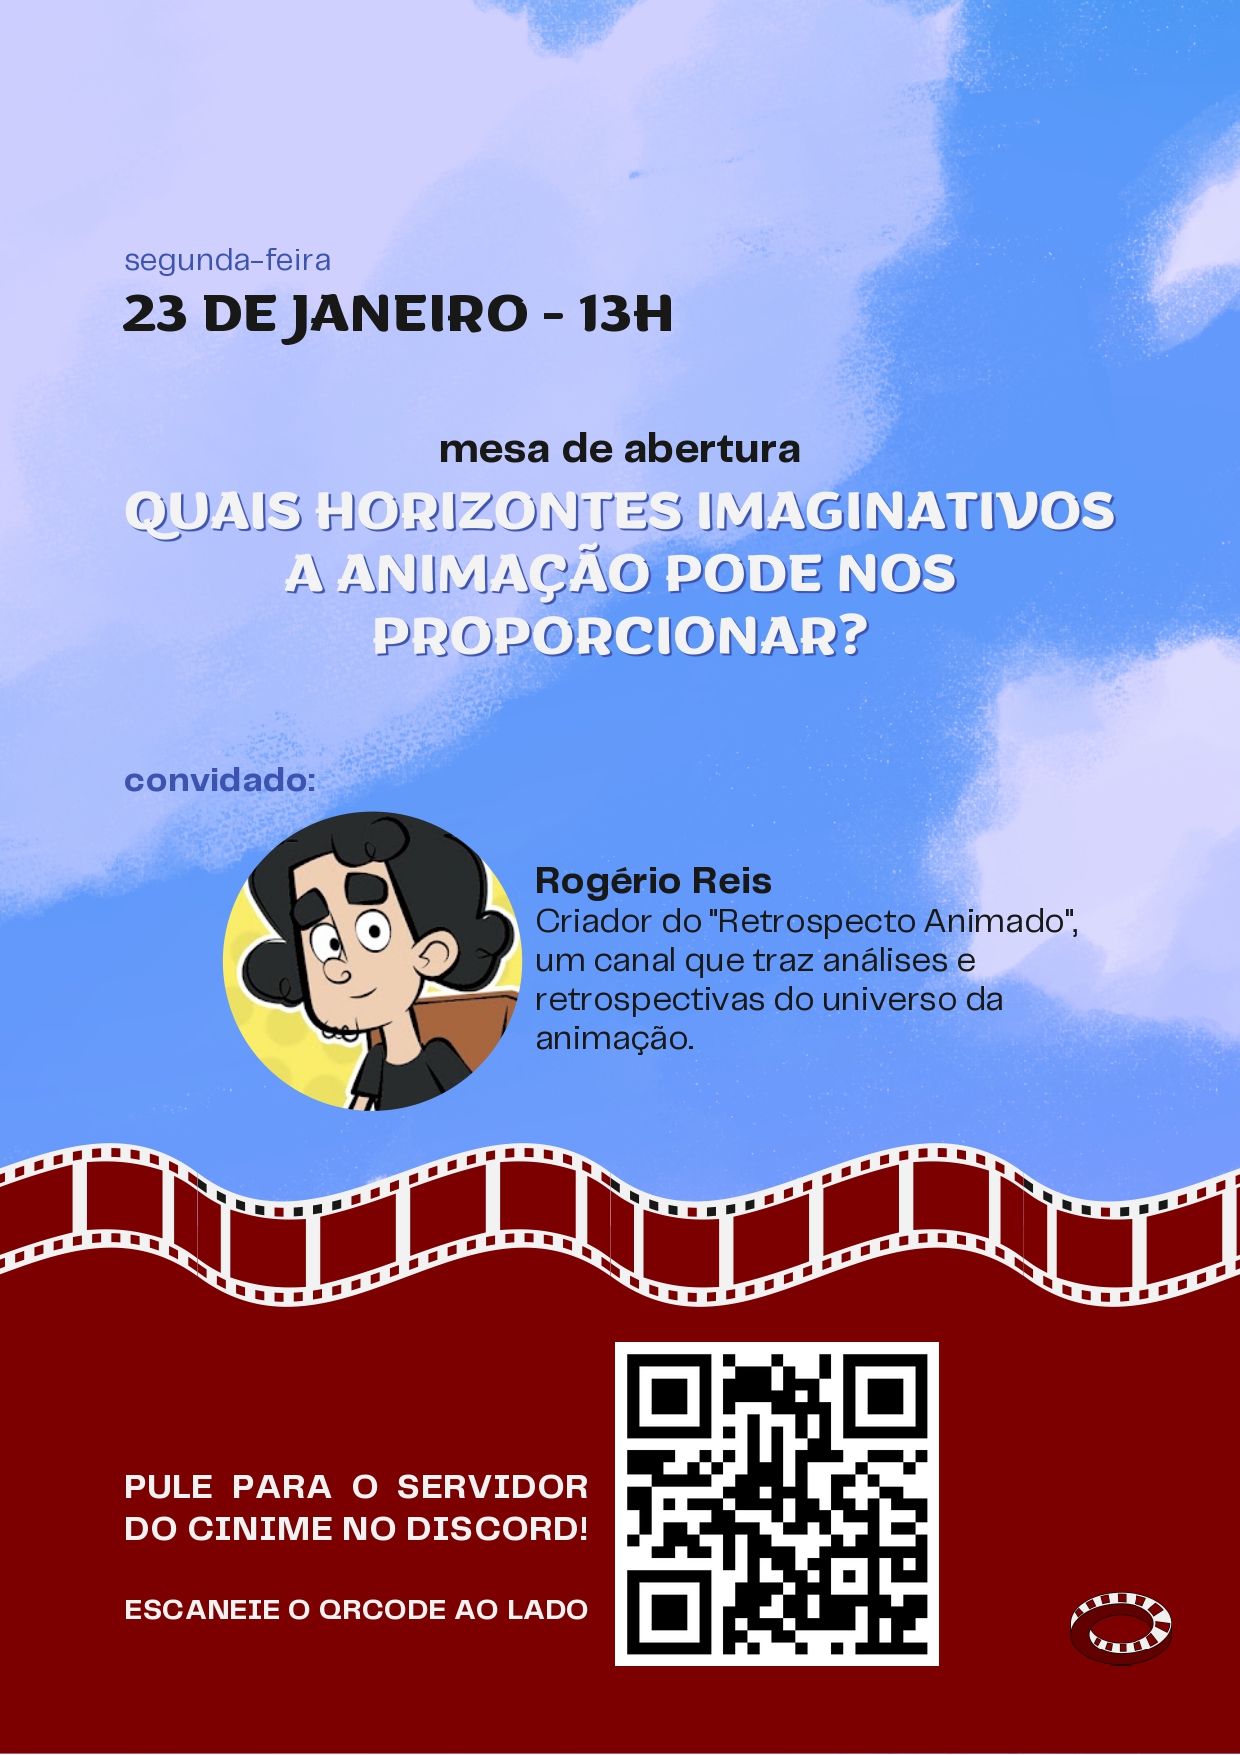 segunda-feira
23 DE JANEIRO - 13H
mesa de abertura
QUAIS HORIZONTES IMAGINATIVOS
A ANIMAÇÃO PODE NOS
PROPORCIONAR?
convidado:
Rogério Reis
Criador do "Retrospecto Animado",
um canal que traz análises e
retrospectivas do universo da
animação.
PULE PARA O SERVIDOR
DO CINIME NO DISCORD!
ESCANEIE O QRCODE AO LADO